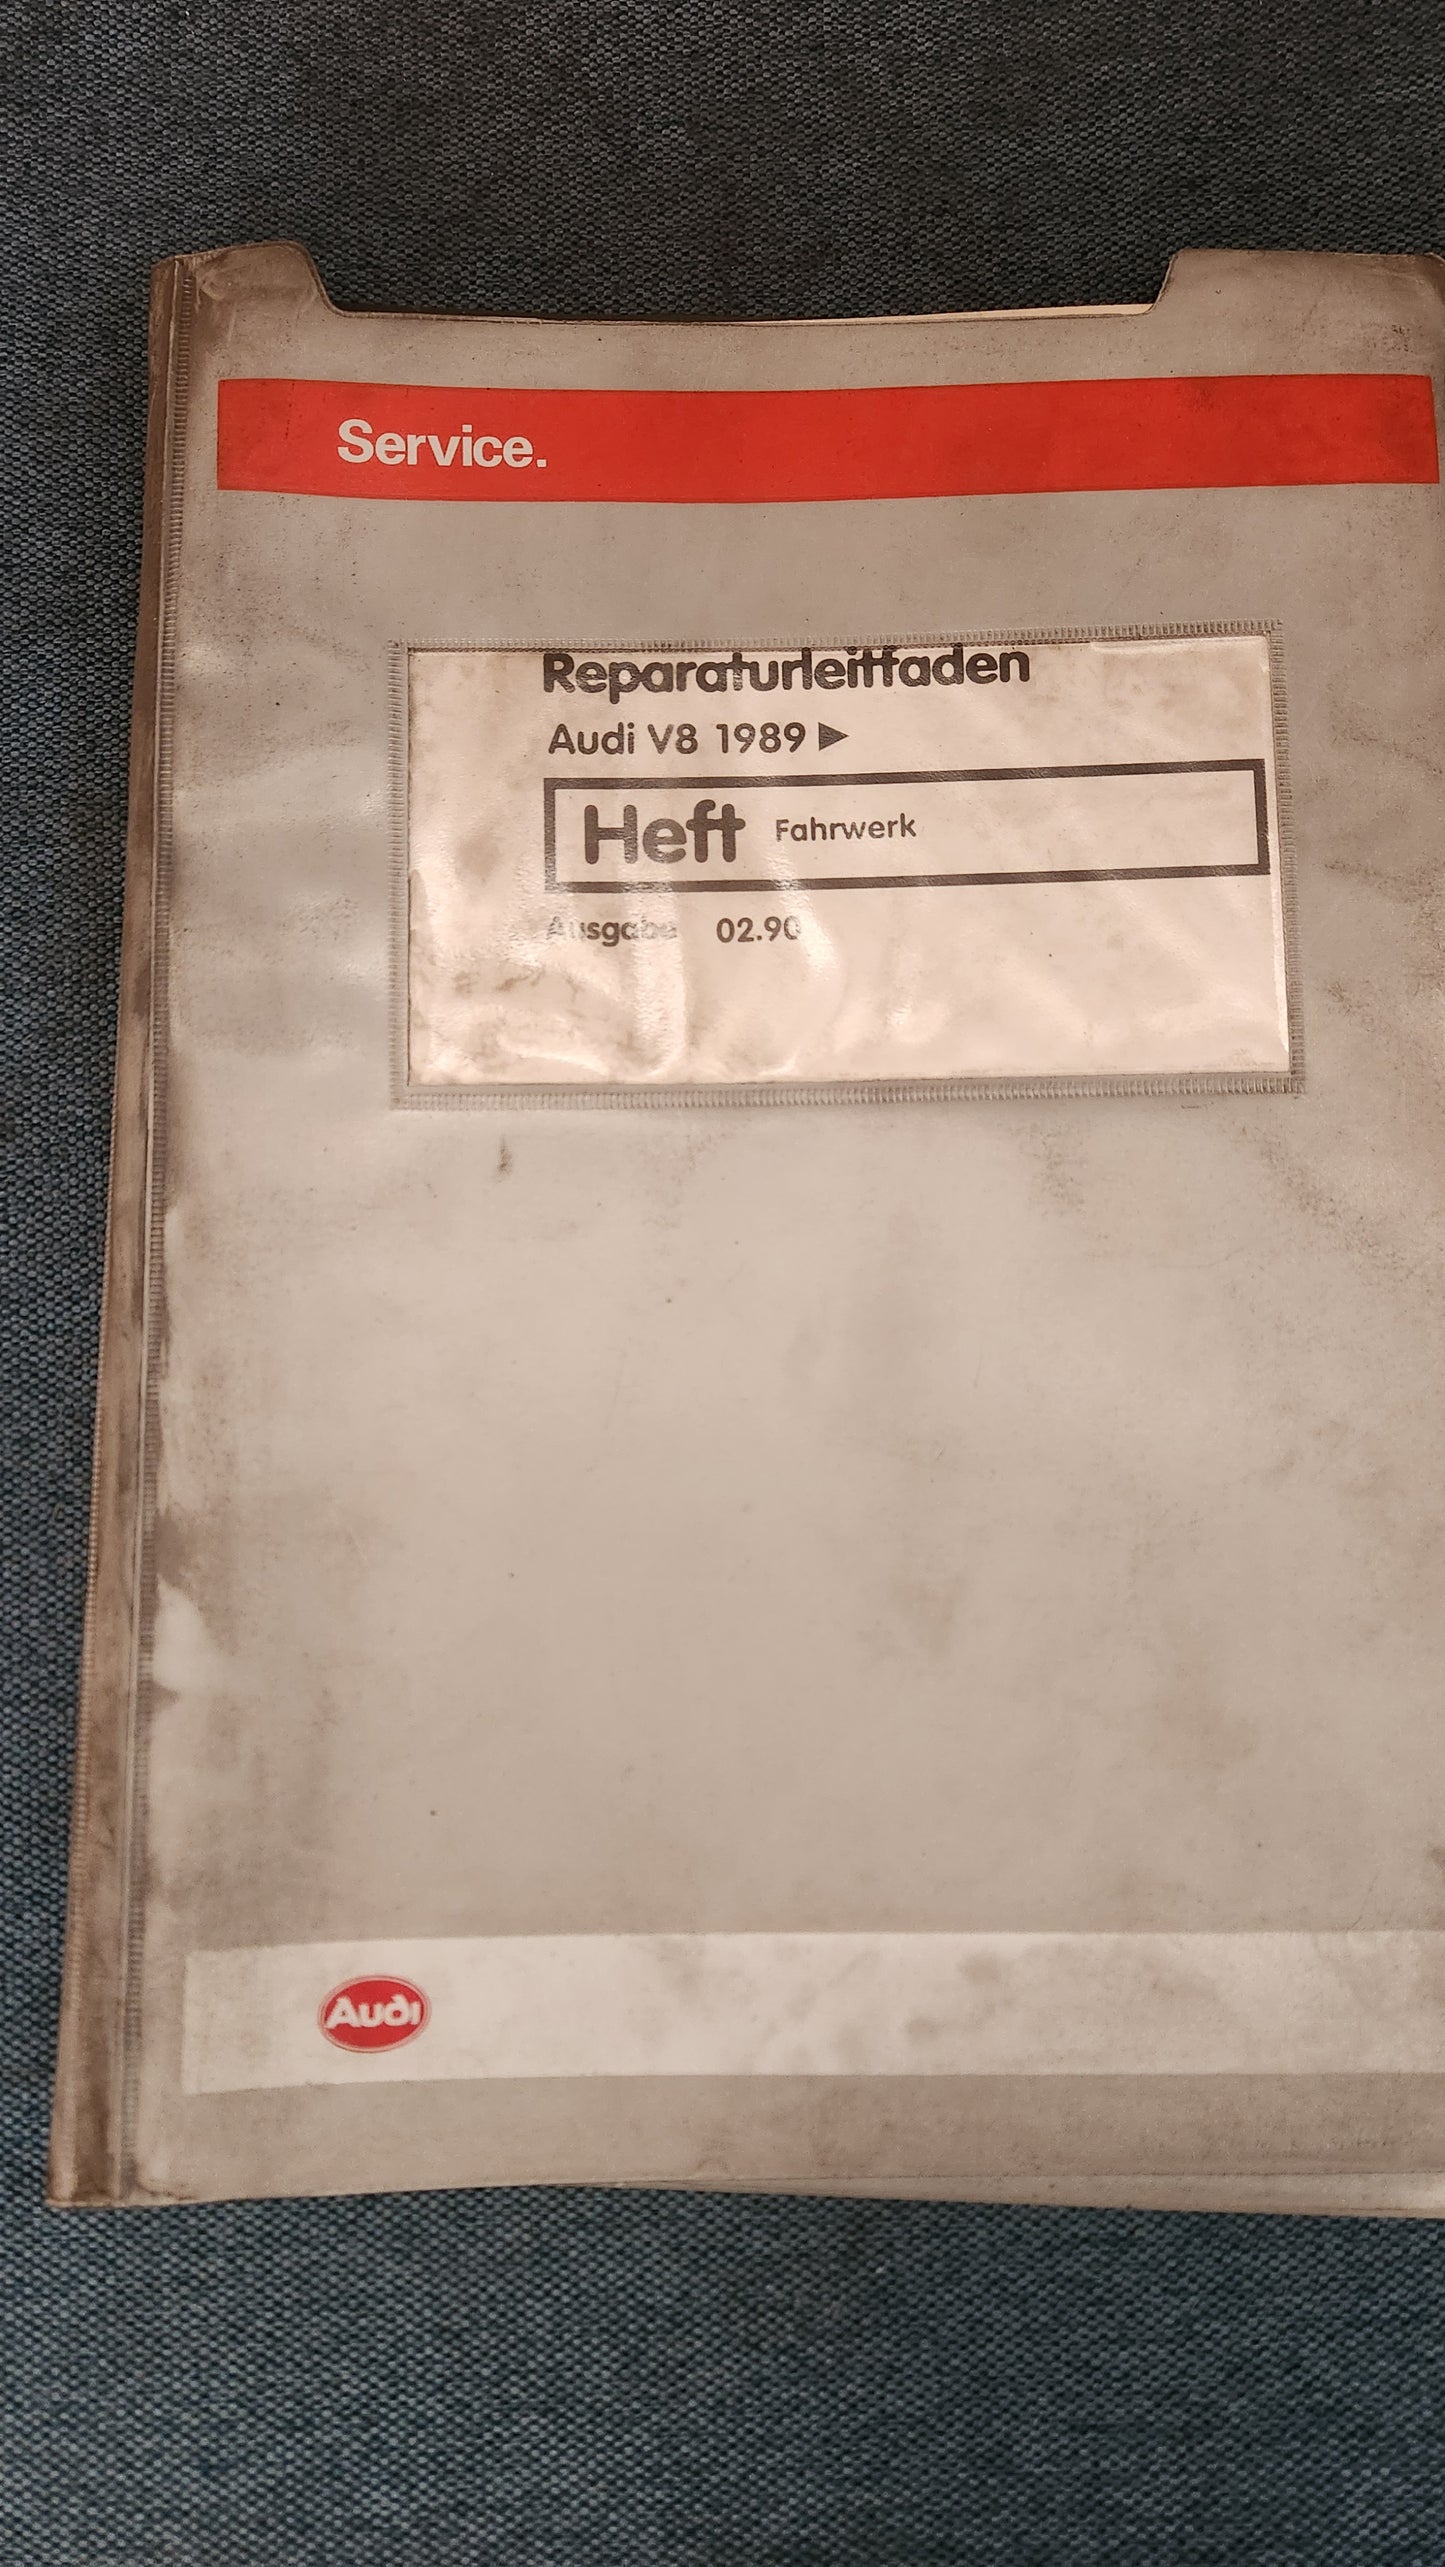 Service.
Reparaturleitfaden
Audi V8 1989 ▶
Heft Fahrwerk
Ausgabe 02.90
Audi